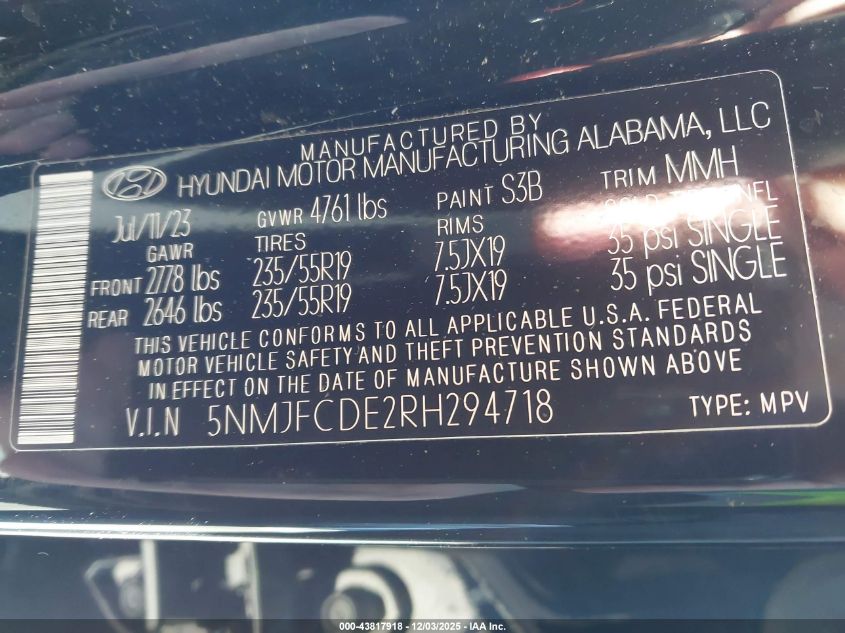 MANUFACTURED BY
HYUNDAI MOTOR MANUFACTURING ALABAMA, LLC
Jul/11/23 GVWR 4761 lbs PAINT S3B TRIM MMH
GAWR TIRES RIMS
FRONT 2778 lbs 235/55R19 7.5JX19 35 psi SINGLE
REAR 2646 lbs 235/55R19 7.5JX19 35 psi SINGLE
THIS VEHICLE CONFORMS TO ALL APPLICABLE U.S.A. FEDERAL
MOTOR VEHICLE SAFETY AND THEFT PREVENTION STANDARDS
IN EFFECT ON THE DATE OF MANUFACTURE SHOWN ABOVE
V.I.N 5NMJFCDE2RH294718 TYPE: MPV
000-43817918 - 12/03/2025 - IAA Inc.